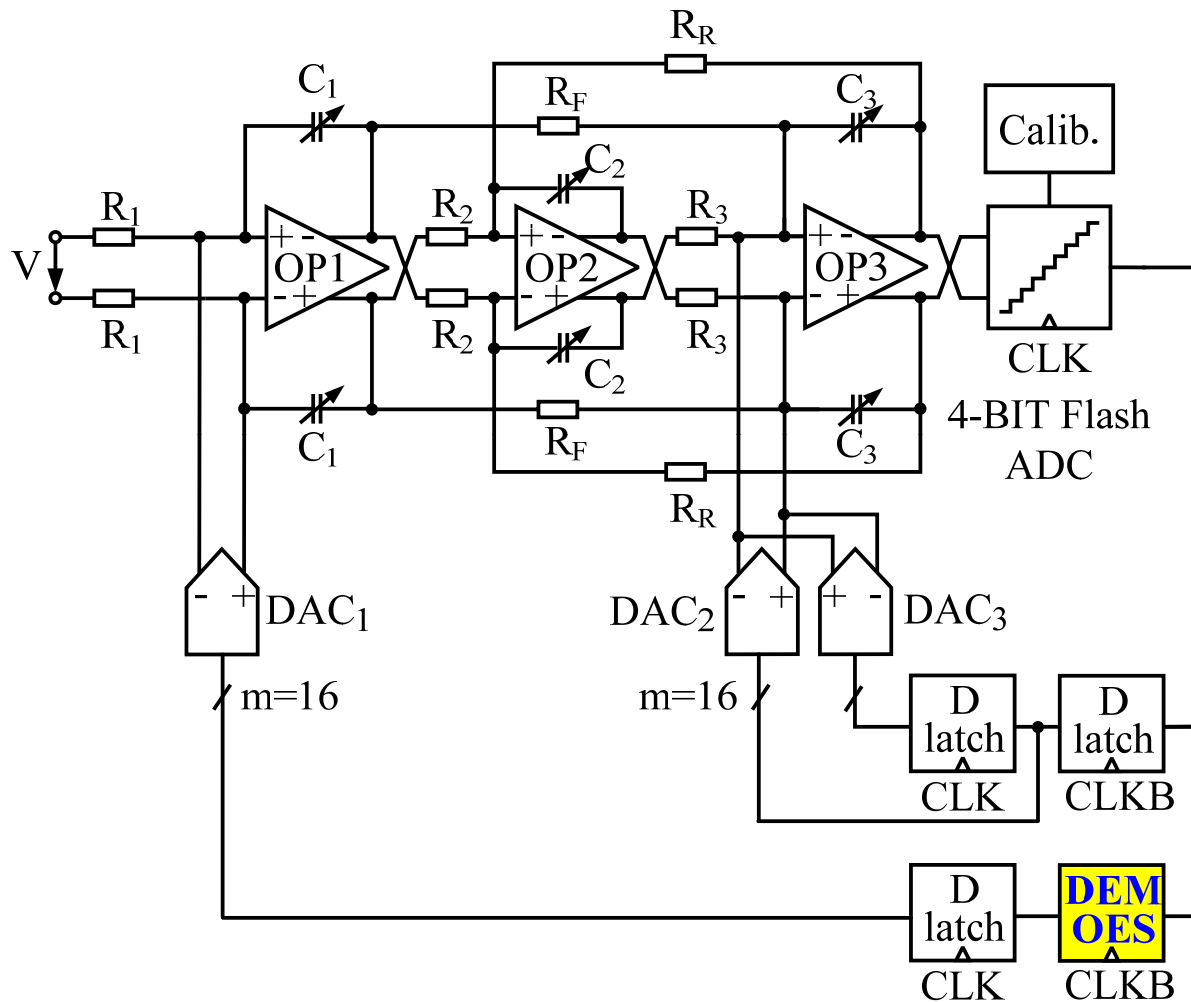 R_R
C_1
R_F
C_3
Calib.
C_2
R_1
R_2
R_3
V
+ -
OP1
- +
+ -
OP2
- +
+ -
OP3
- +
R_1
R_2
R_3
CLK
C_2
4-BIT Flash
ADC
C_1
R_F
C_3
R_R
- +
DAC_1
DAC_2
- +
+ -
DAC_3
m=16
m=16
D
latch
CLK
D
latch
CLKB
D
latch
CLK
DEM
OES
CLKB